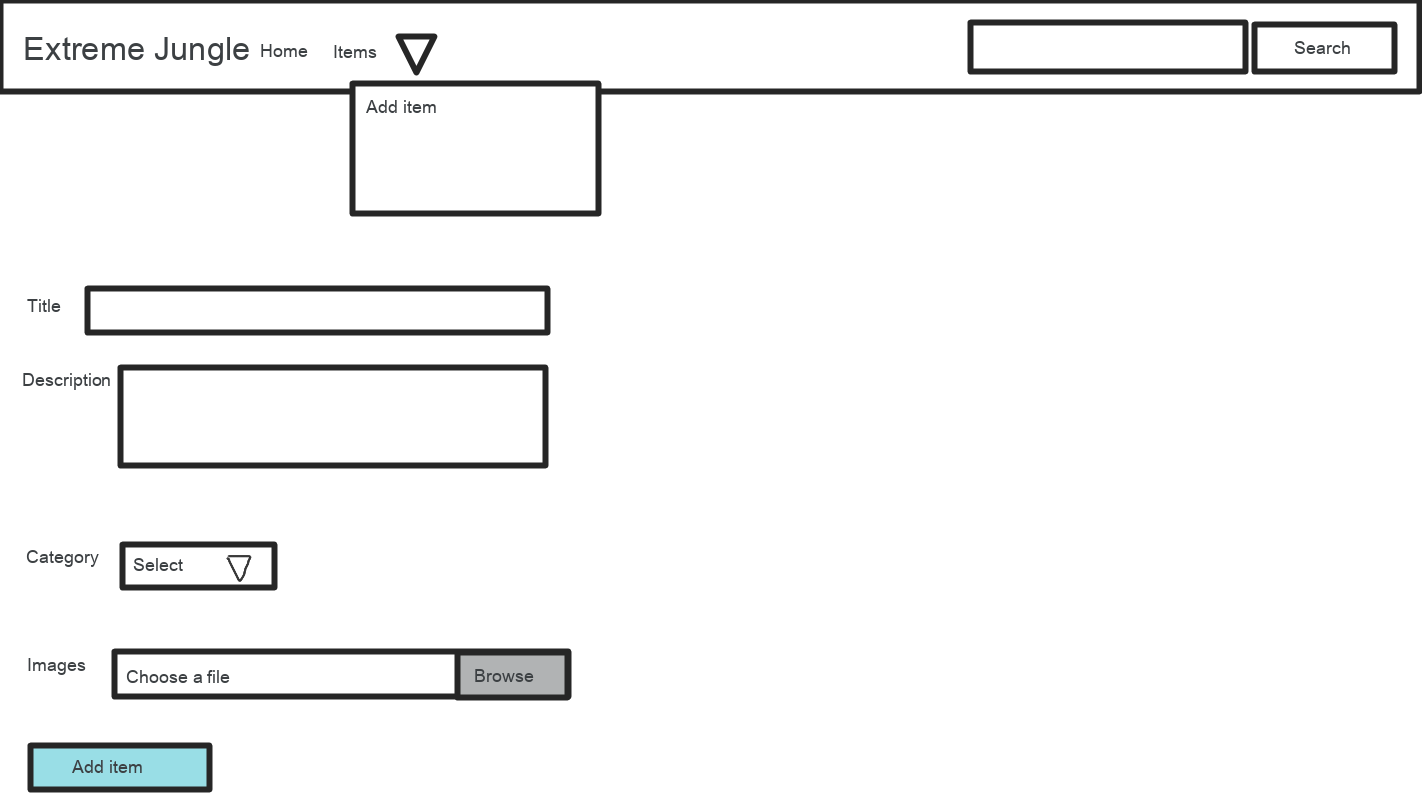 Extreme Jungle Home Items Search
Add item
Title
Description
Category Select
Images Choose a file Browse
Add item